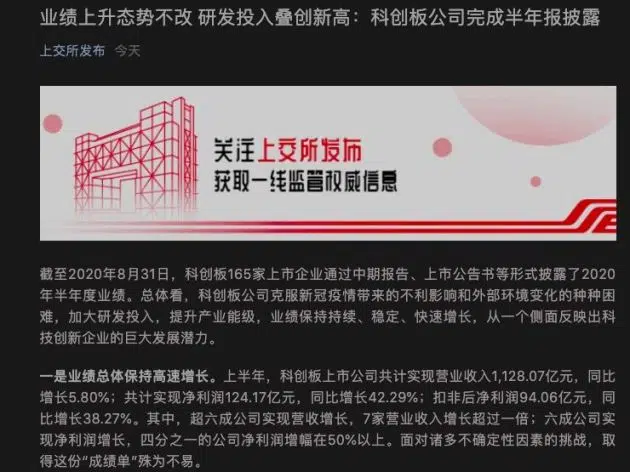 业绩上升态势不改 研发投入叠创新高：科创板公司完成半年报披露
上交所发布 今天
关注上交所发布
获取一线监管权威信息
截至2020年8月31日，科创板165家上市企业通过中期报告、上市公告书等形式披露了2020
年半年度业绩。总体看，科创板公司克服新冠疫情带来的不利影响和外部环境变化的种种困
难，加大研发投入，提升产业能级，业绩保持持续、稳定、快速增长，从一个侧面反映出科
技创新企业的巨大发展潜力。
一是业绩总体保持高速增长。上半年，科创板上市公司共计实现营业收入1,128.07亿元，同比
增长5.80%；共计实现净利润124.17亿元，同比增长42.29%；扣非后净利润94.06亿元，同
比增长38.27%。其中，超六成公司实现营收增长，7家营业收入增长超过一倍；六成公司实
现净利润增长，四分之一的公司净利润增幅在50%以上。面对诸多不确定性因素的挑战，取
得这份“成绩单”殊为不易。